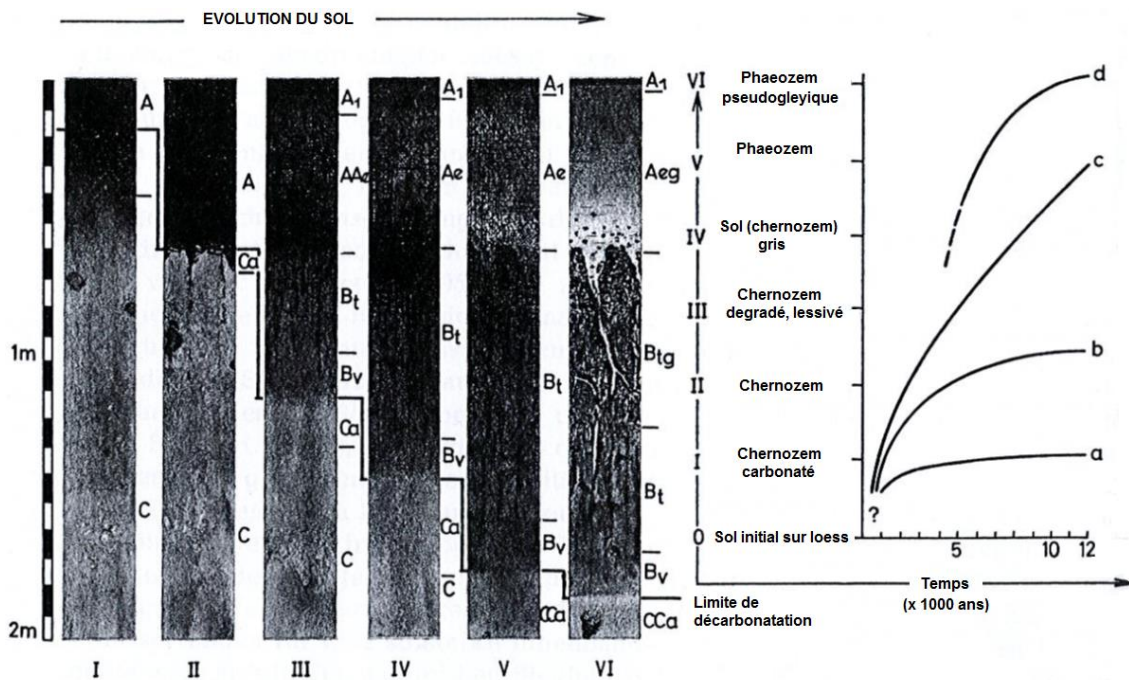 EVOLUTION DU SOL
A
C
I
A
Ca
C
II
A1
AAe
Bt
Bv
Ca
C
III
A1
Ae
Bt
Bv
Ca
C
IV
A1
Ae
Bt
Bv
CCa
V
A1
Aeg
Btg
Bt
Bv
CCa
VI
1m
2m
VI Phaeozem
pseudogleyique
V Phaeozem
IV Sol (chernozem)
gris
III Chernozem
degradé, lessivé
II Chernozem
I Chernozem
carbonaté
0 Sol initial sur loess
d
c
b
a
?
5 10 12
Temps
(x 1000 ans)
Limite de
décarbonatation